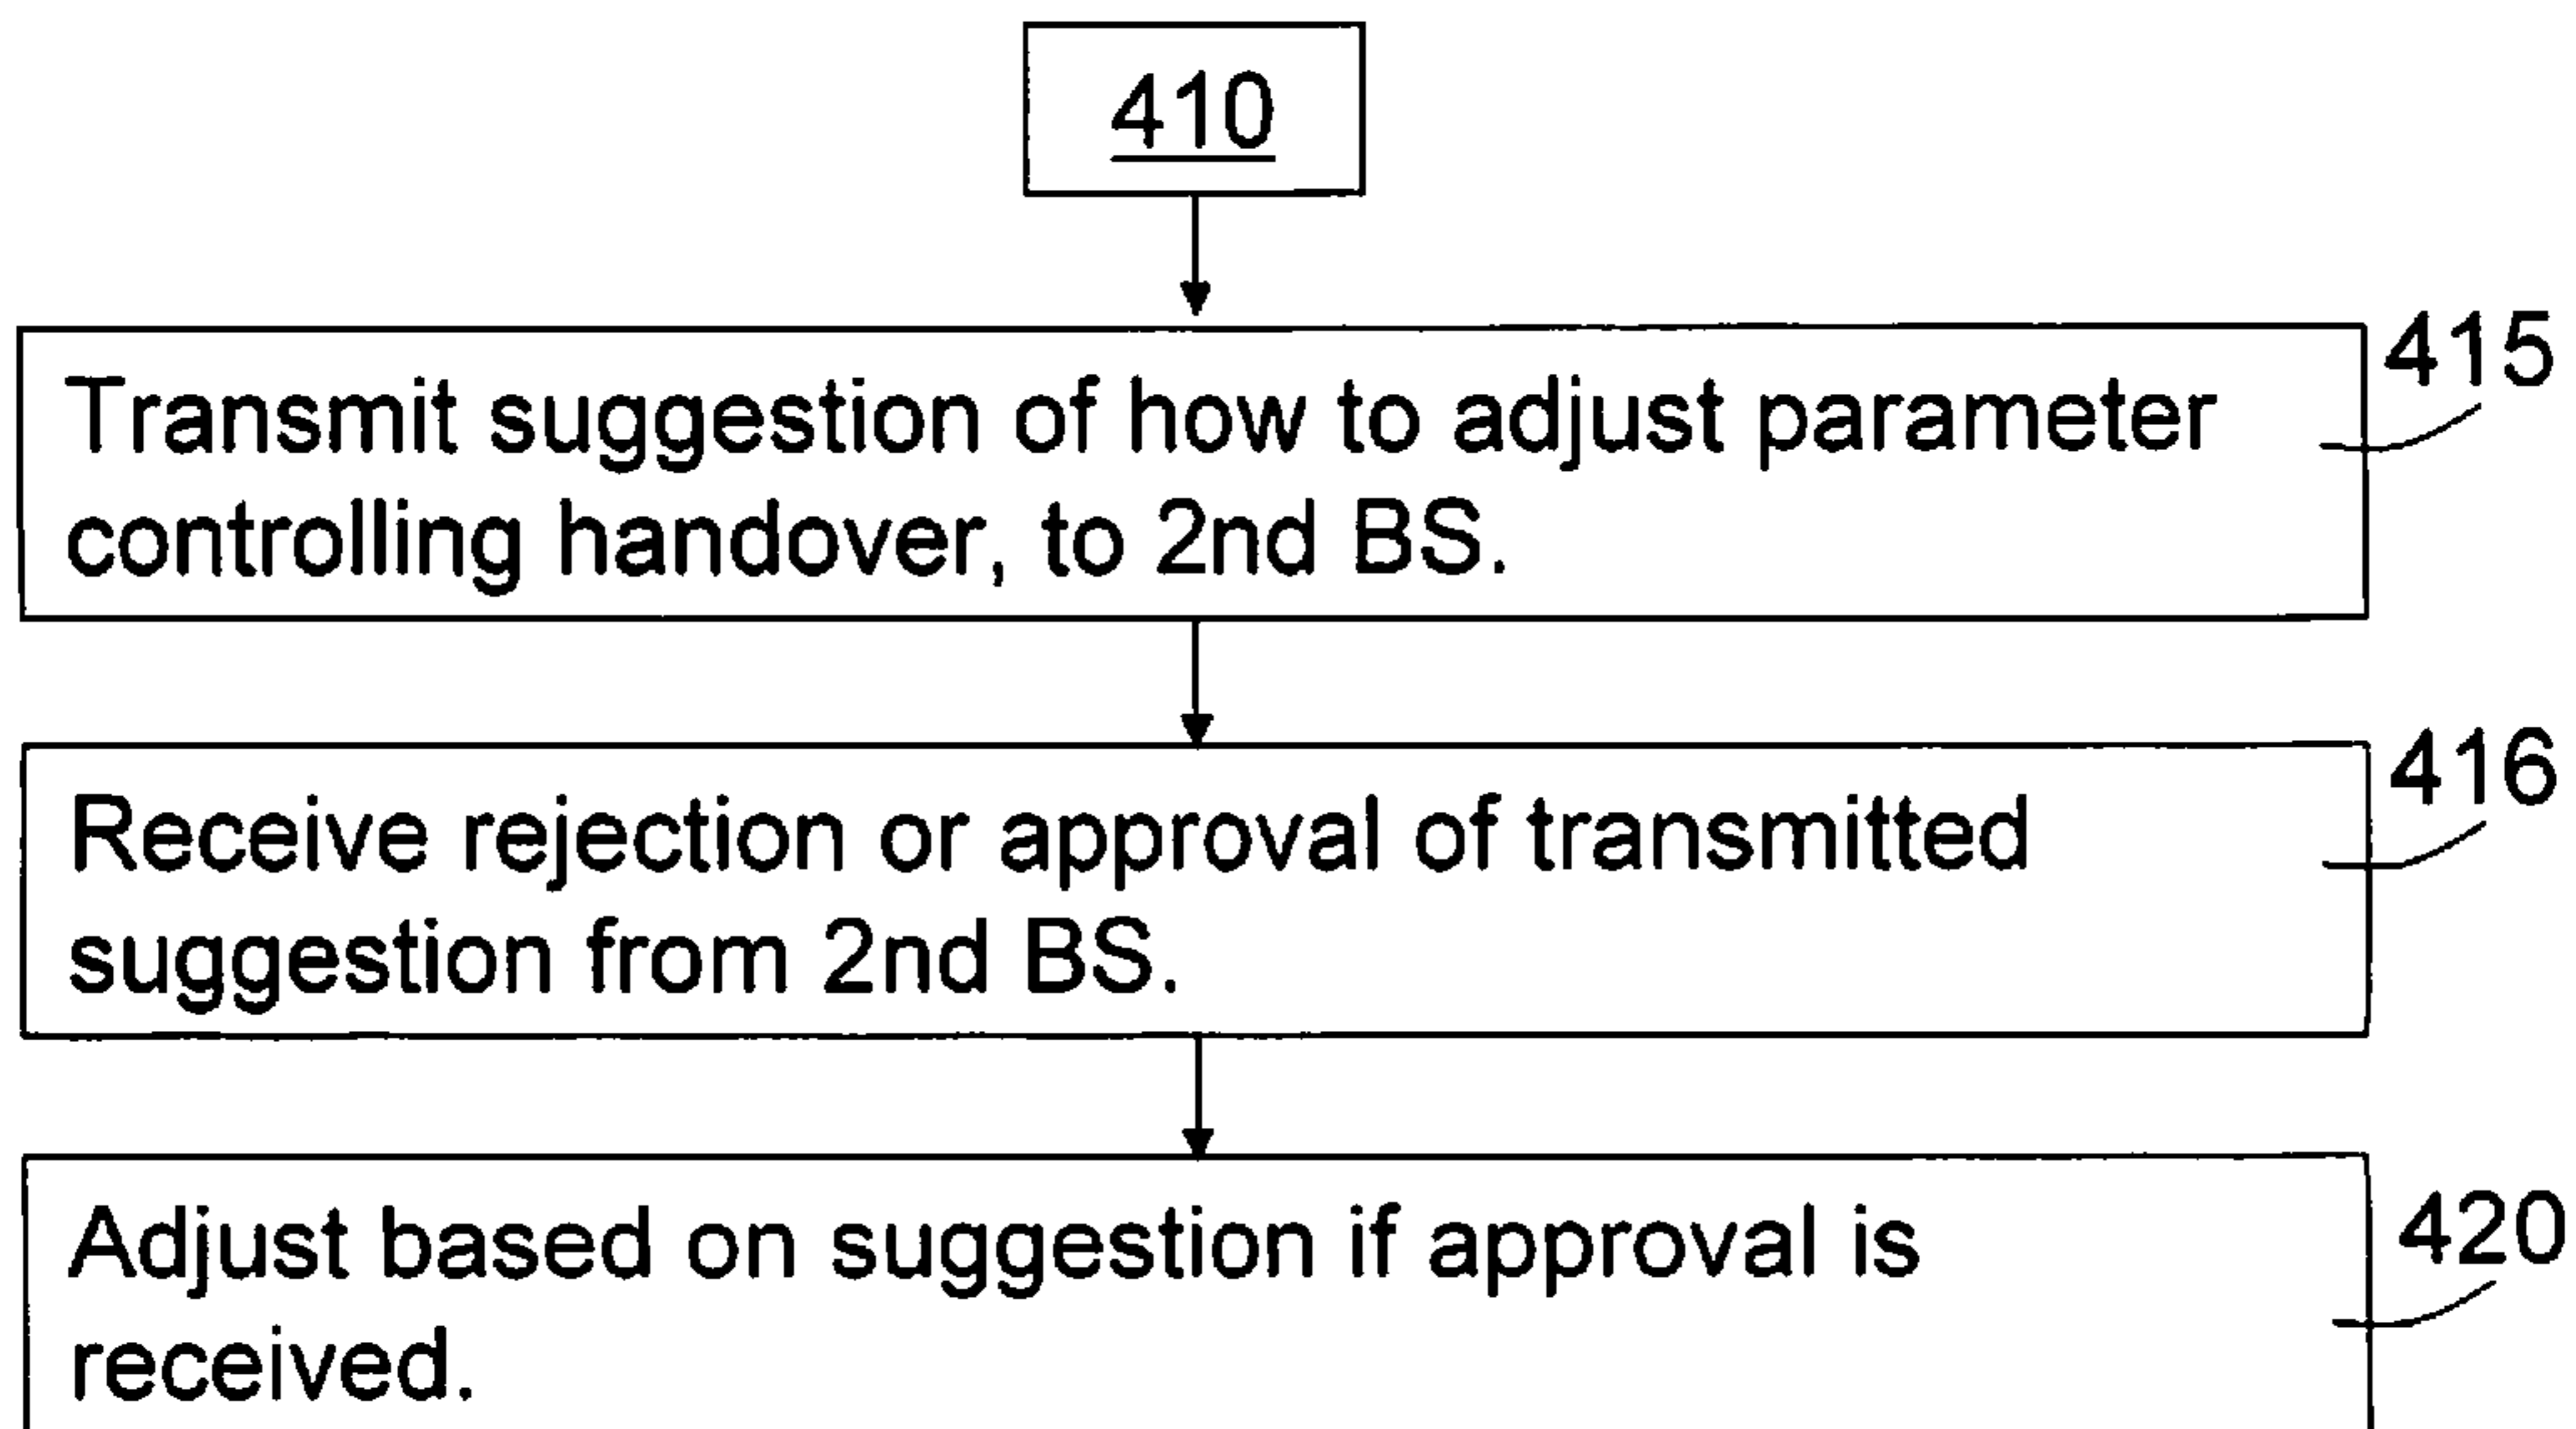 410
415
Transmit suggestion of how to adjust parameter
controlling handover, to 2nd BS.
416
Receive rejection or approval of transmitted
suggestion from 2nd BS.
420
Adjust based on suggestion if approval is
received.